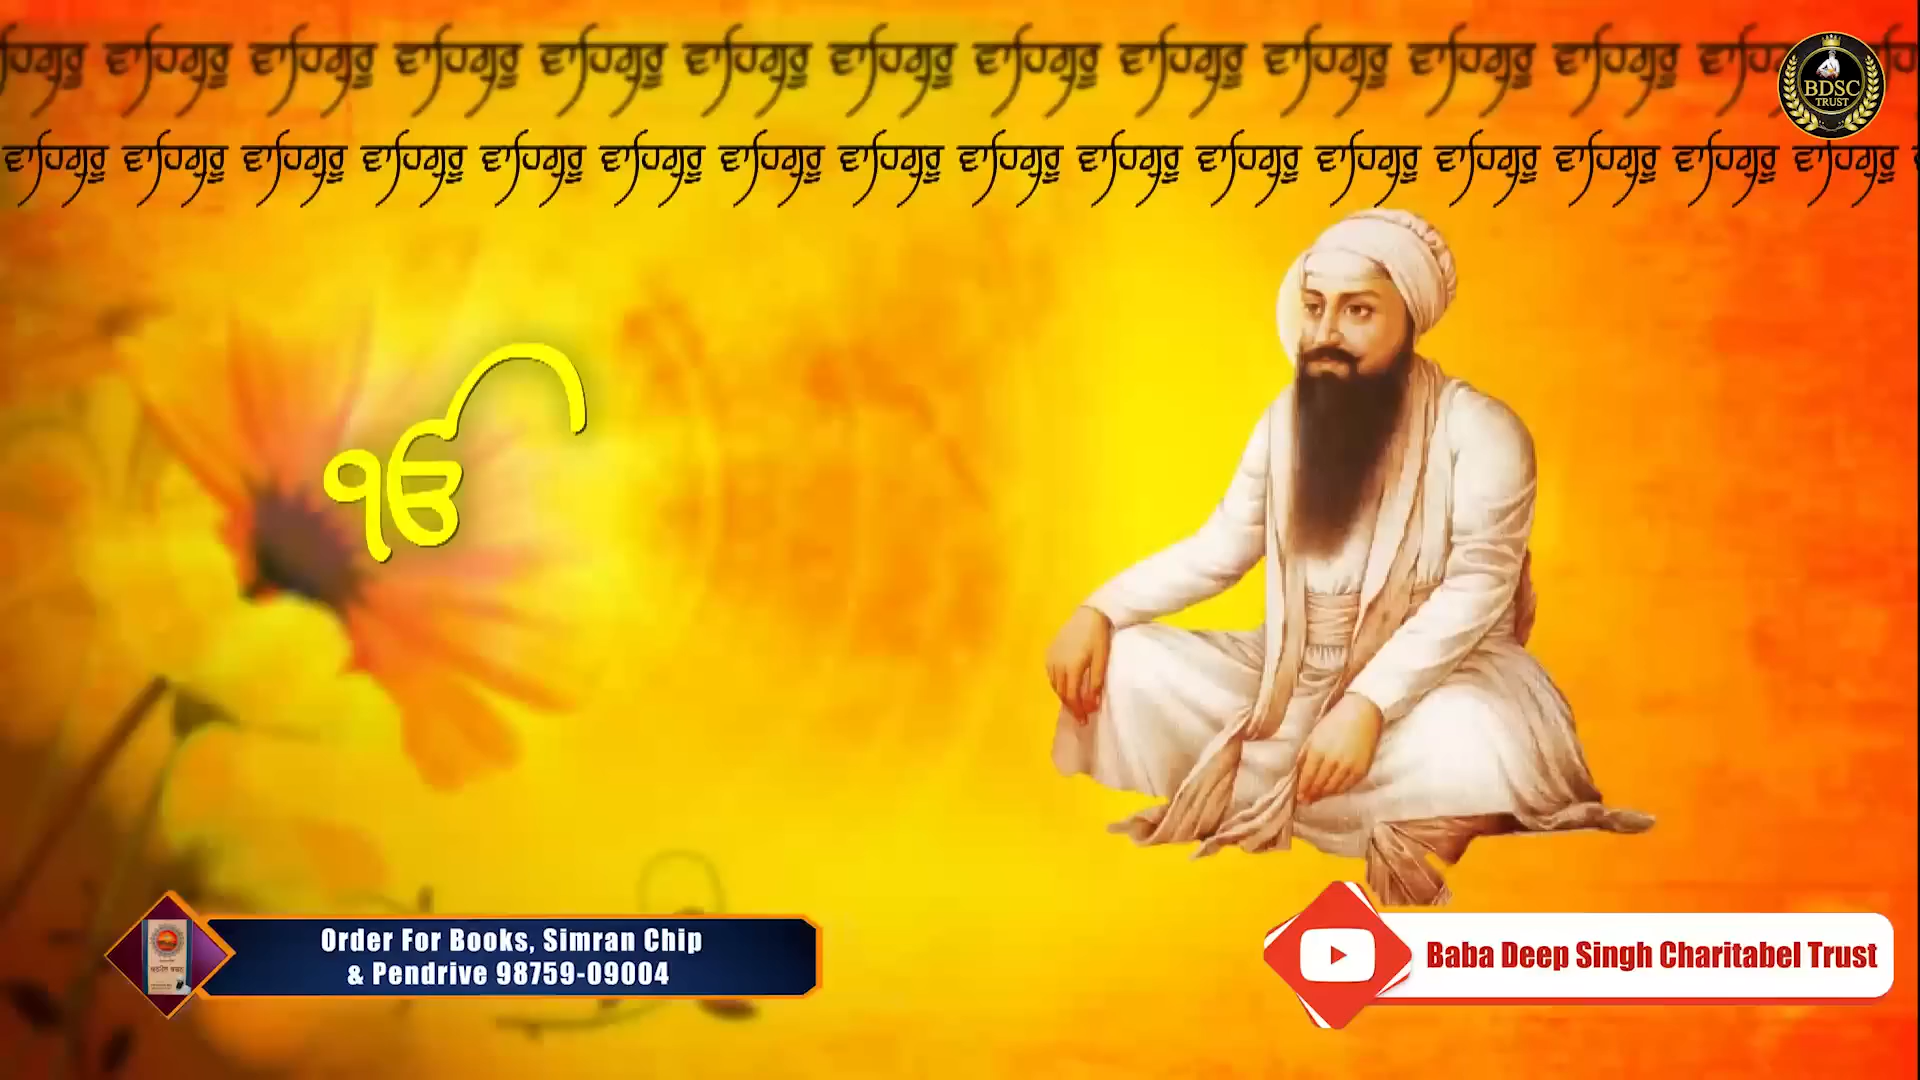 ਵਾਹਿਗੁਰੂ ਵਾਹਿਗੁਰੂ ਵਾਹਿਗੁਰੂ ਵਾਹਿਗੁਰੂ ਵਾਹਿਗੁਰੂ ਵਾਹਿਗੁਰੂ ਵਾਹਿਗੁਰੂ ਵਾਹਿਗੁਰੂ ਵਾਹਿਗੁਰੂ ਵਾਹਿਗੁਰੂ ਵਾਹਿਗੁਰੂ
BDSC
TRUST
ਵਾਹਿਗੁਰੂ ਵਾਹਿਗੁਰੂ ਵਾਹਿਗੁਰੂ ਵਾਹਿਗੁਰੂ ਵਾਹਿਗੁਰੂ ਵਾਹਿਗੁਰੂ ਵਾਹਿਗੁਰੂ ਵਾਹਿਗੁਰੂ ਵਾਹਿਗੁਰੂ ਵਾਹਿਗੁਰੂ ਵਾਹਿਗੁਰੂ ਵਾਹਿਗੁਰੂ ਵਾਹਿਗੁਰੂ ਵਾਹਿਗੁਰੂ ਵਾਹਿਗੁਰੂ ਵਾਹਿਗੁਰੂ
ੴ
Order For Books, Simran Chip
& Pendrive 98759-09004
Baba Deep Singh Charitabel Trust